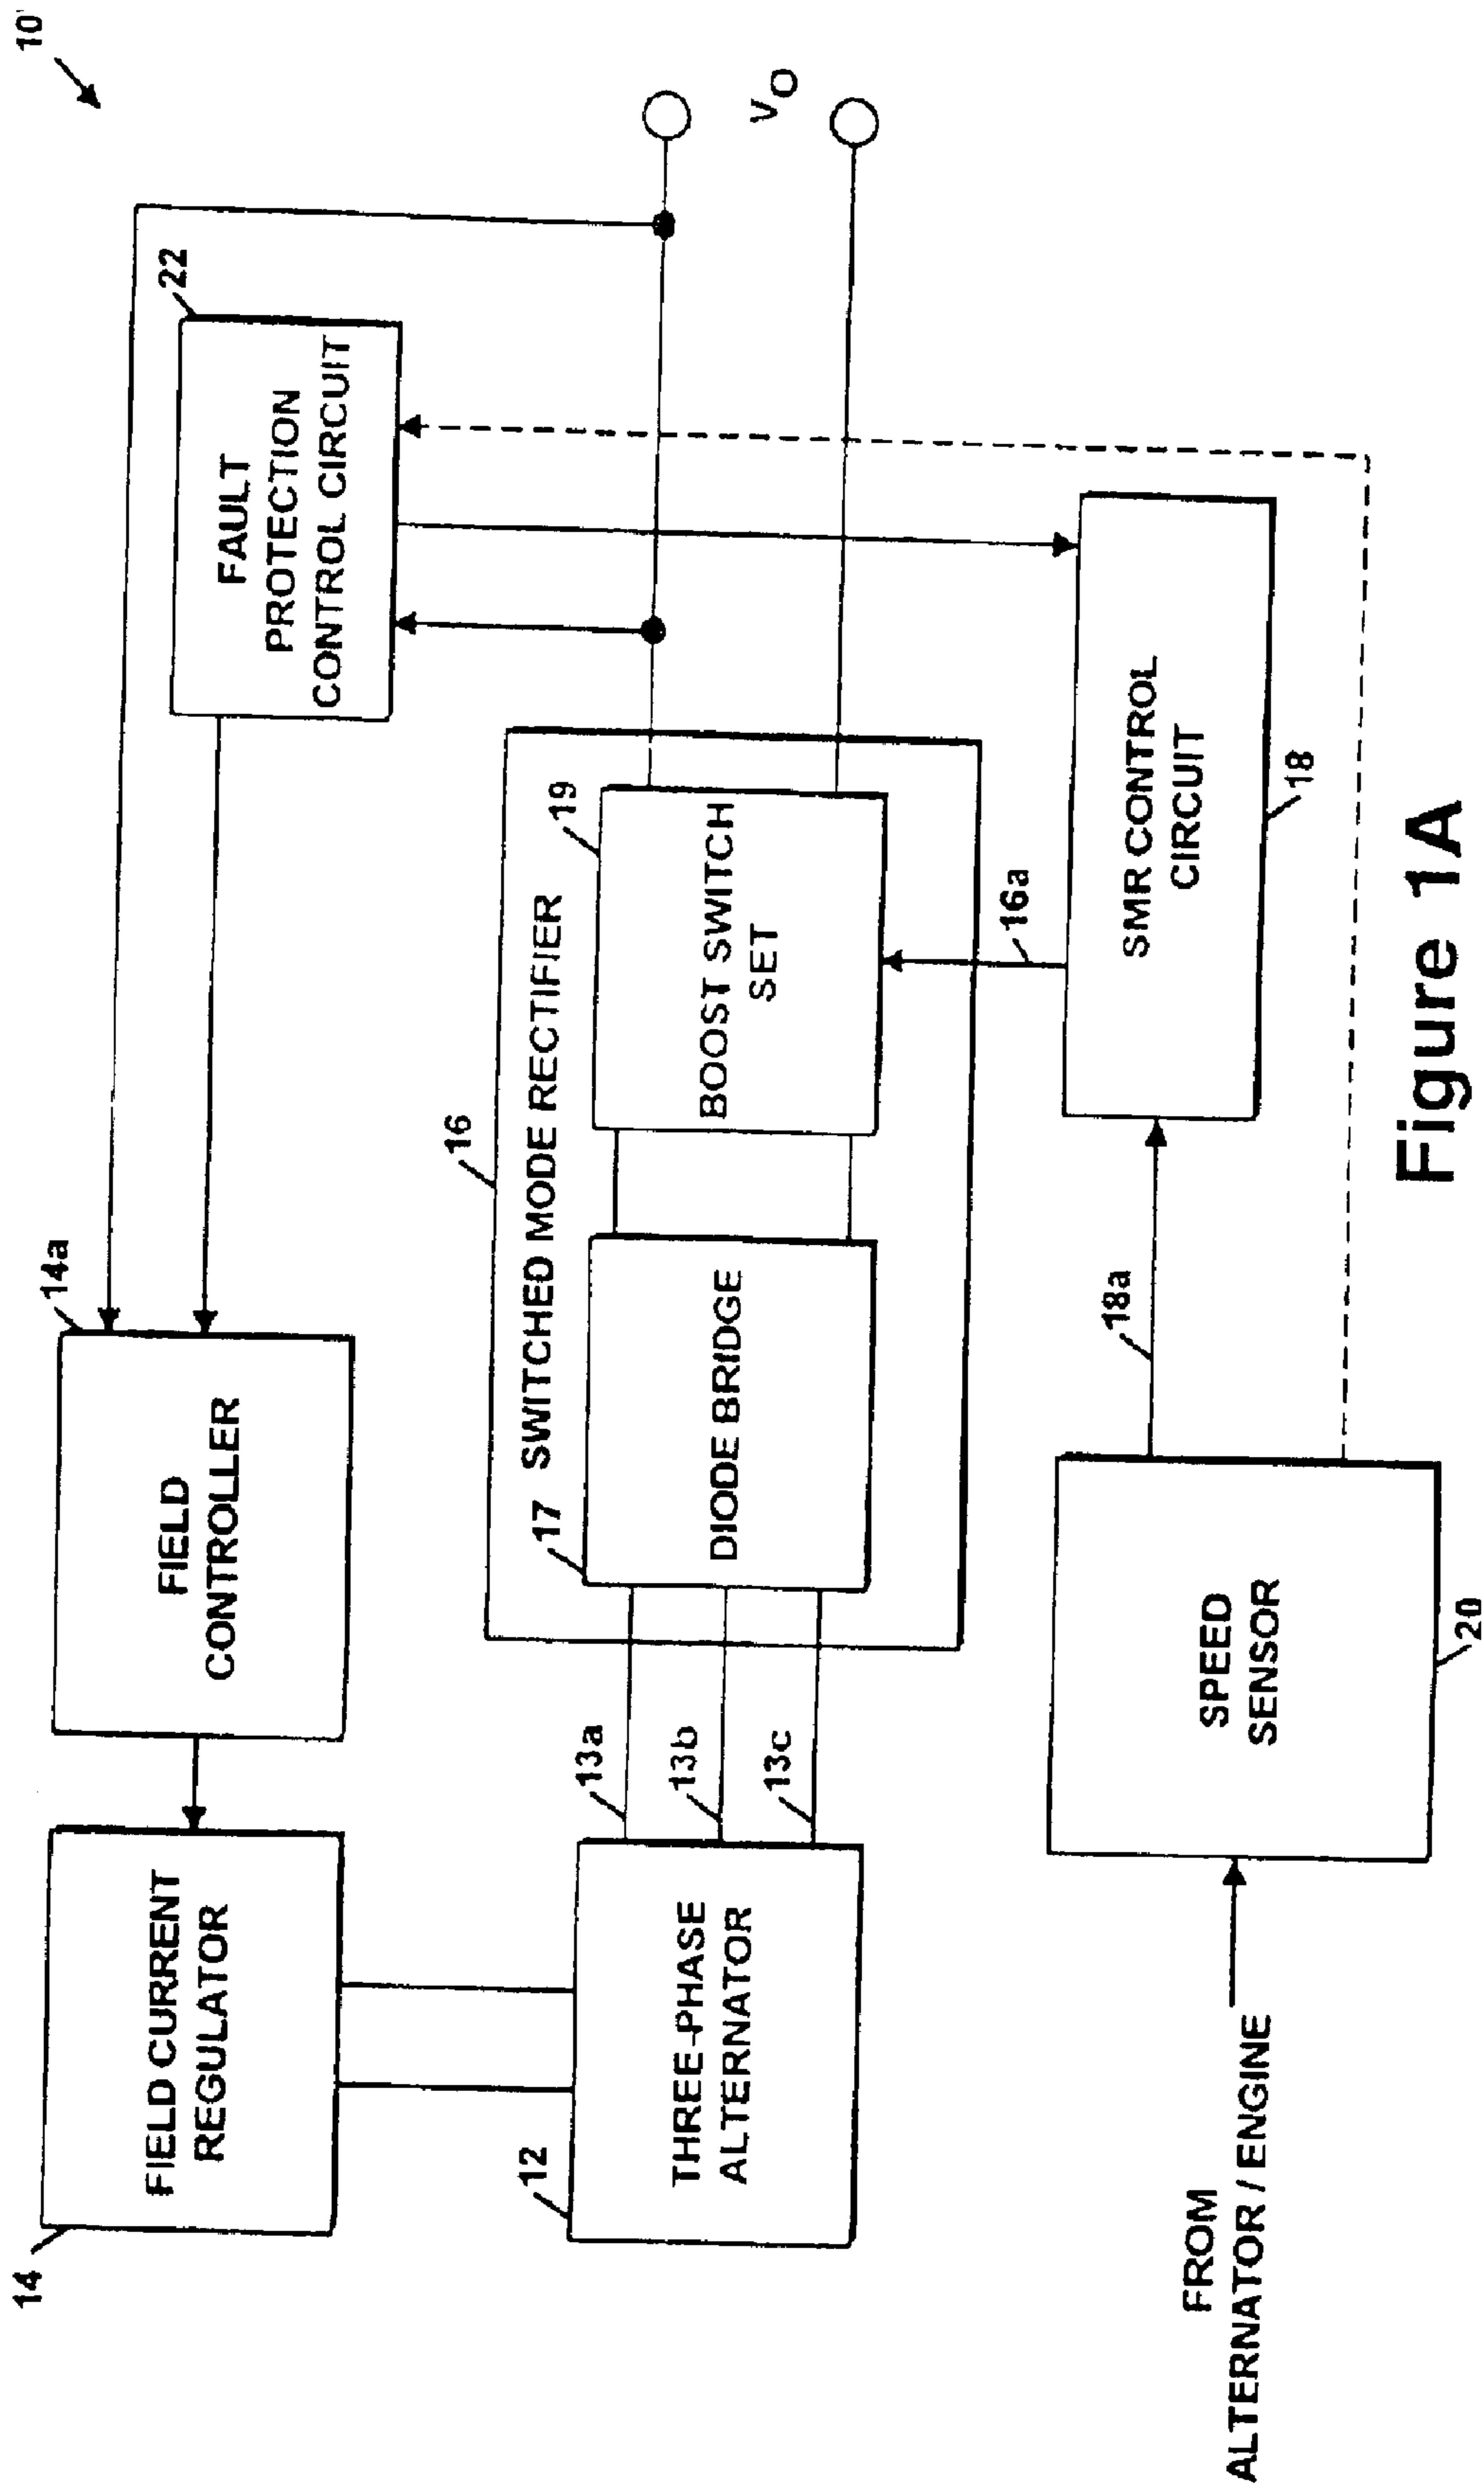 10
14
FIELD CURRENT
REGULATOR
14a
FIELD
CONTROLLER
22
FAULT
PROTECTION
CONTROL CIRCUIT
12
THREE-PHASE
ALTERNATOR
13a
13b
13c
16
SWITCHED MODE RECTIFIER
17
DIODE BRIDGE
19
BOOST SWITCH
SET
VO
16a
SMR CONTROL
CIRCUIT
18
18a
SPEED
SENSOR
20
FROM
ALTERNATOR / ENGINE
Figure 1A